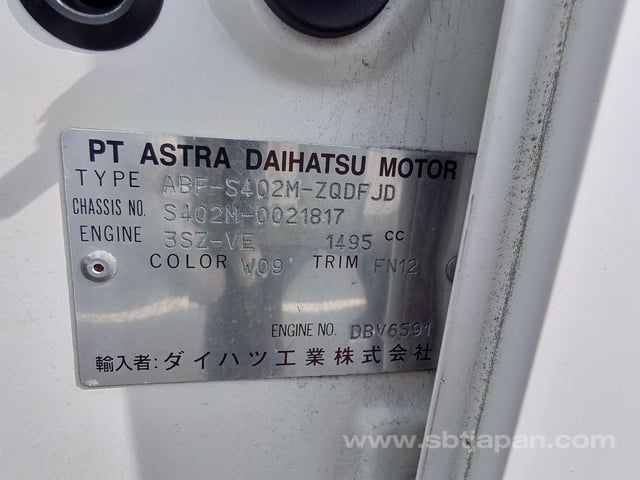 PT ASTRA DAIHATSU MOTOR
TYPE ABF-S402M-ZQDFJD
CHASSIS NO. S402M-0021817
ENGINE 3SZ-VE 1495 CC
COLOR W09 TRIM FN12
ENGINE NO. DBV6591
輸入者: ダイハツ工業株式会社
www.sbtjapan.com